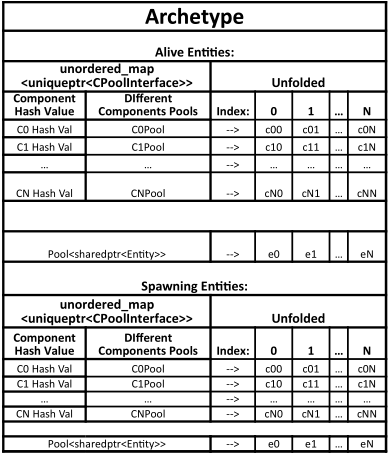 Archetype
Alive Entities:
unordered_map <uniqueptr<CPoolInterface>> Unfolded
Component Hash Value DIfferent Components Pools Index: 0 1 ... N
C0 Hash Val C0Pool --> c00 c01 ... c0N
C1 Hash Val C1Pool --> c10 c11 ... c1N
... ... --> ... ... ... ...
CN Hash Val CNPool --> cN0 cN1 ... cNN
Pool<sharedptr<Entity>> --> e0 e1 ... eN
Spawning Entities:
unordered_map <uniqueptr<CPoolInterface>> Unfolded
Component Hash Value DIfferent Components Pools Index: 0 1 ... N
C0 Hash Val C0Pool --> c00 c01 ... c0N
C1 Hash Val C1Pool --> c10 c11 ... c1N
... ... --> ... ... ... ...
CN Hash Val CNPool --> cN0 cN1 ... cNN
Pool<sharedptr<Entity>> --> e0 e1 ... eN